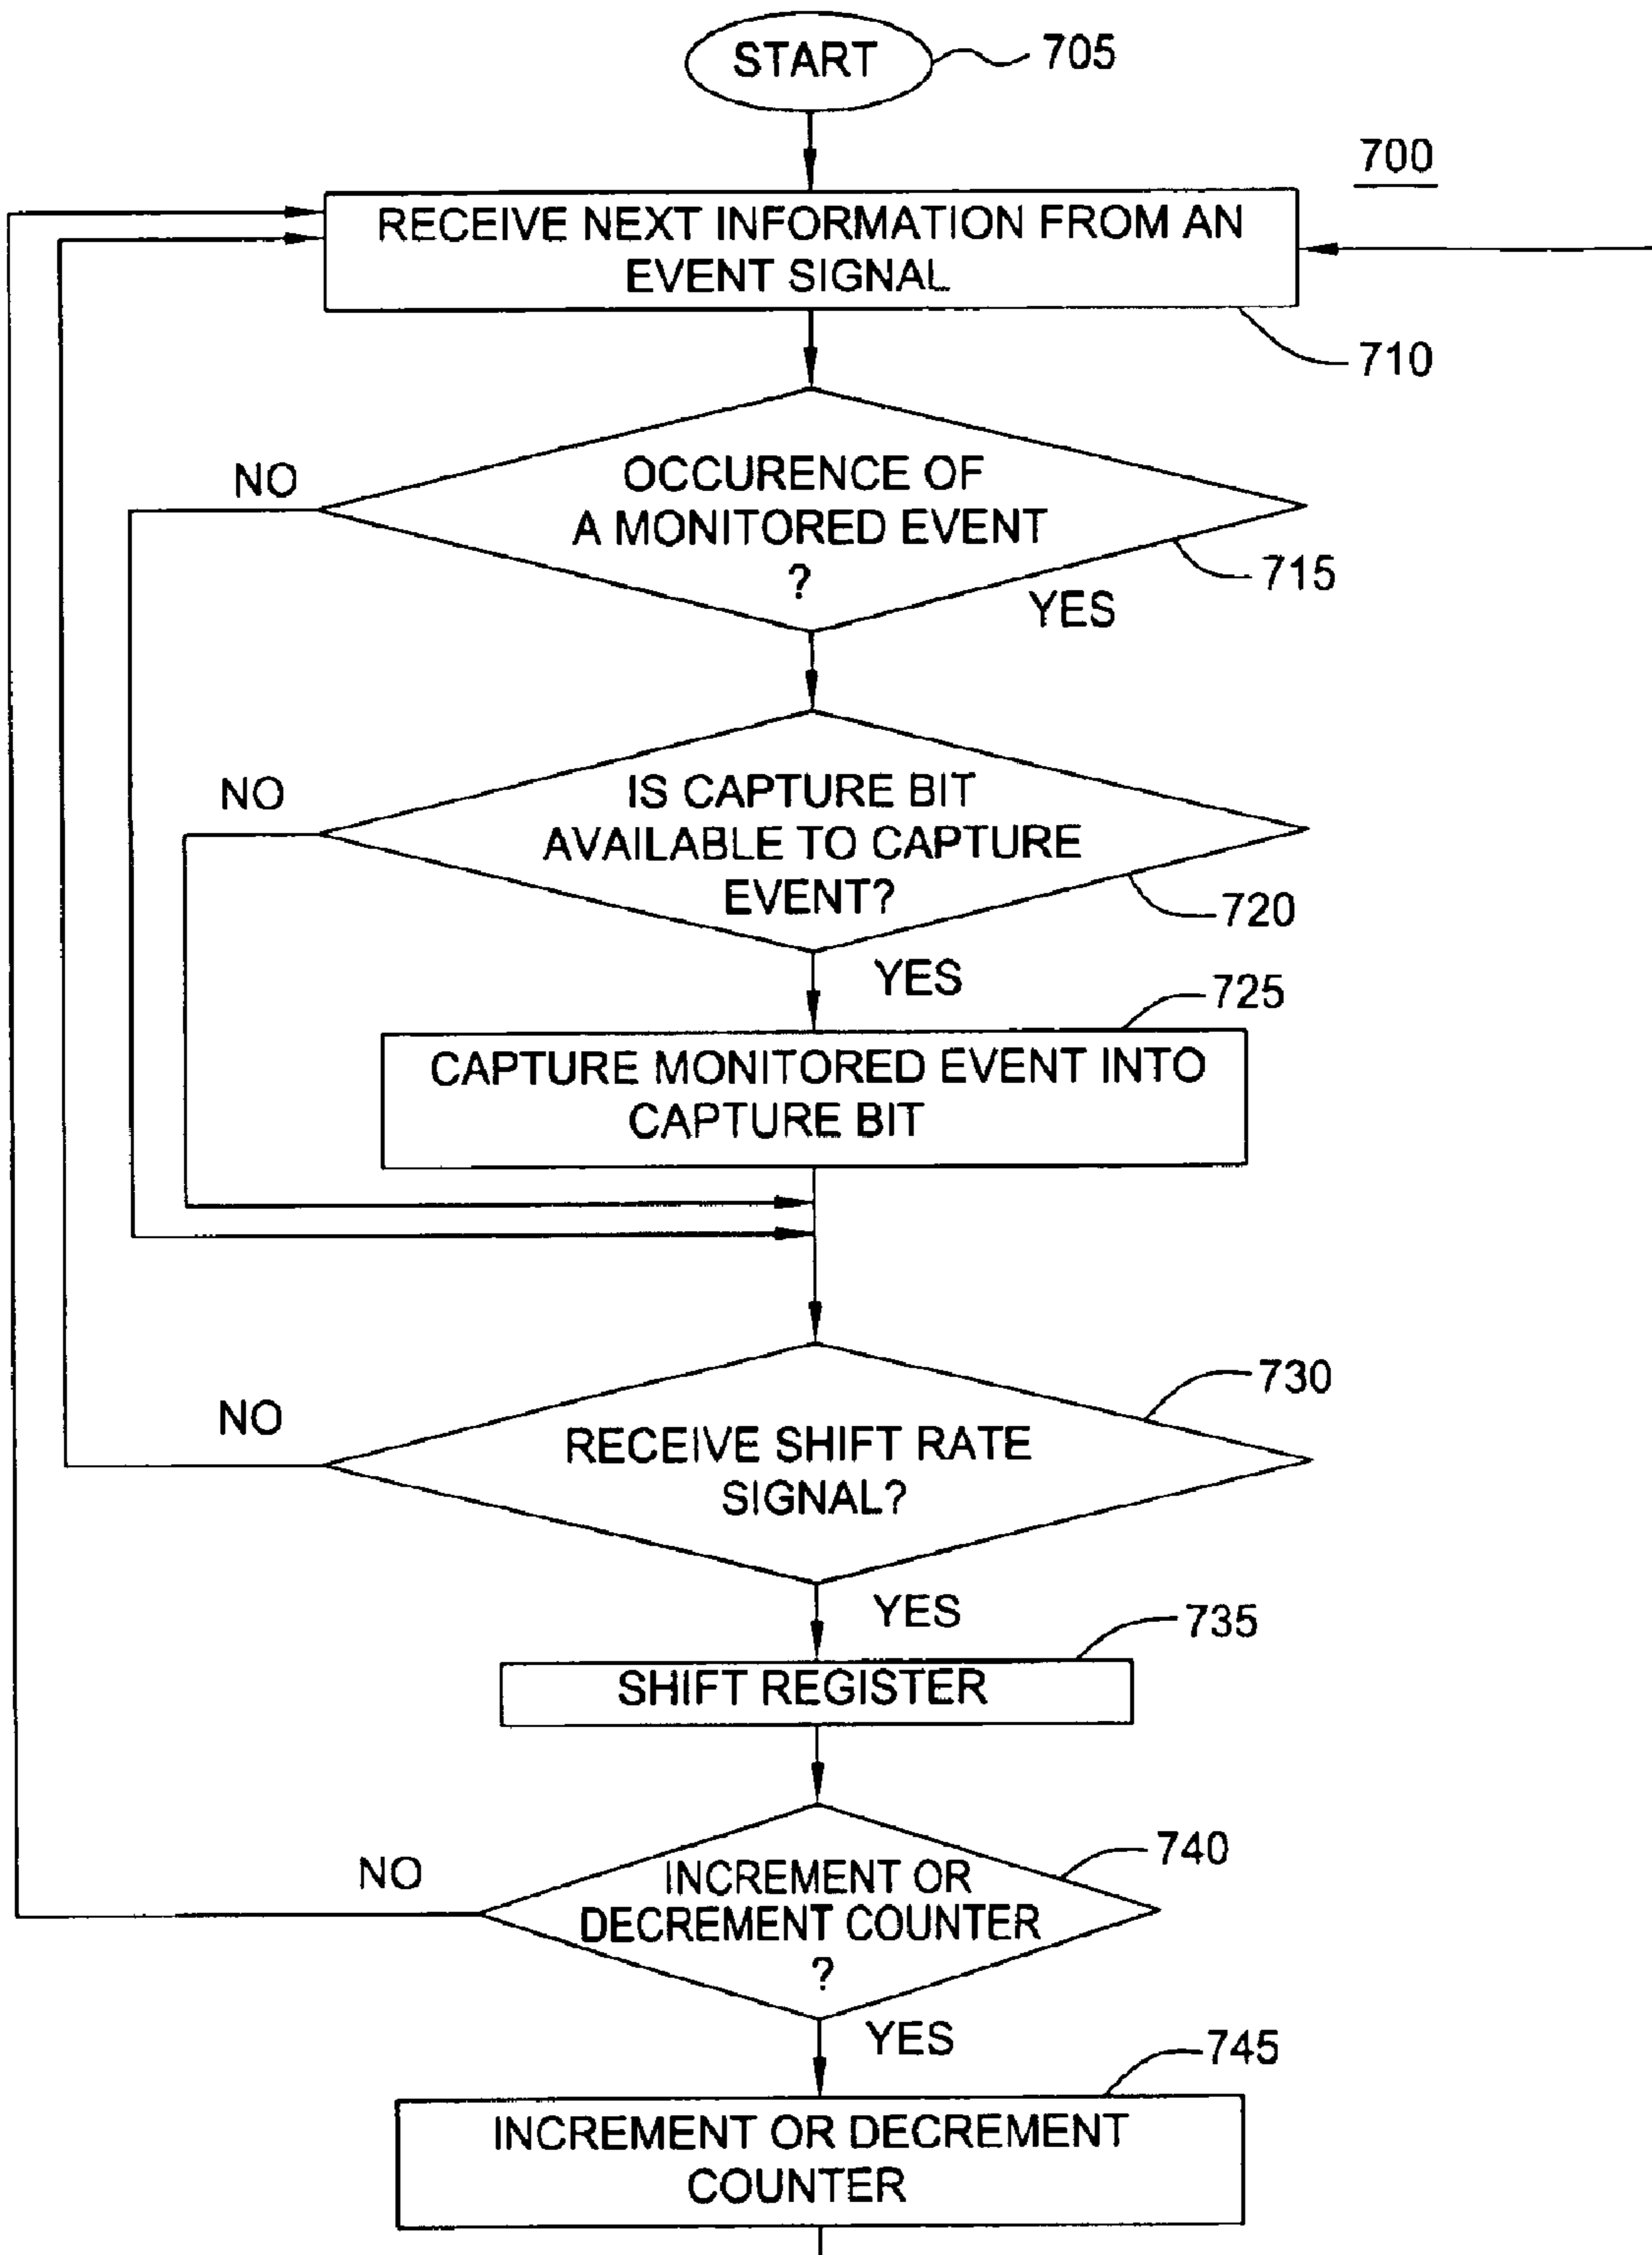 START
705
700
RECEIVE NEXT INFORMATION FROM AN
EVENT SIGNAL
710
NO
OCCURENCE OF
A MONITORED EVENT
?
715
YES
NO
IS CAPTURE BIT
AVAILABLE TO CAPTURE
EVENT?
720
YES
725
CAPTURE MONITORED EVENT INTO
CAPTURE BIT
730
NO
RECEIVE SHIFT RATE
SIGNAL?
YES
735
SHIFT REGISTER
740
NO
INCREMENT OR
DECREMENT COUNTER
?
YES
745
INCREMENT OR DECREMENT
COUNTER